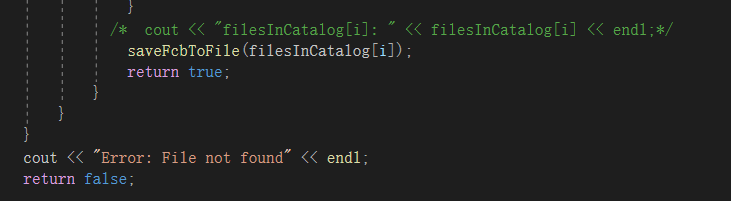 }
/*  cout << "filesInCatalog[i]: " << filesInCatalog[i] << endl;*/
saveFcbToFile(filesInCatalog[i]);
return true;
}
}
}
cout << "Error: File not found" << endl;
return false;